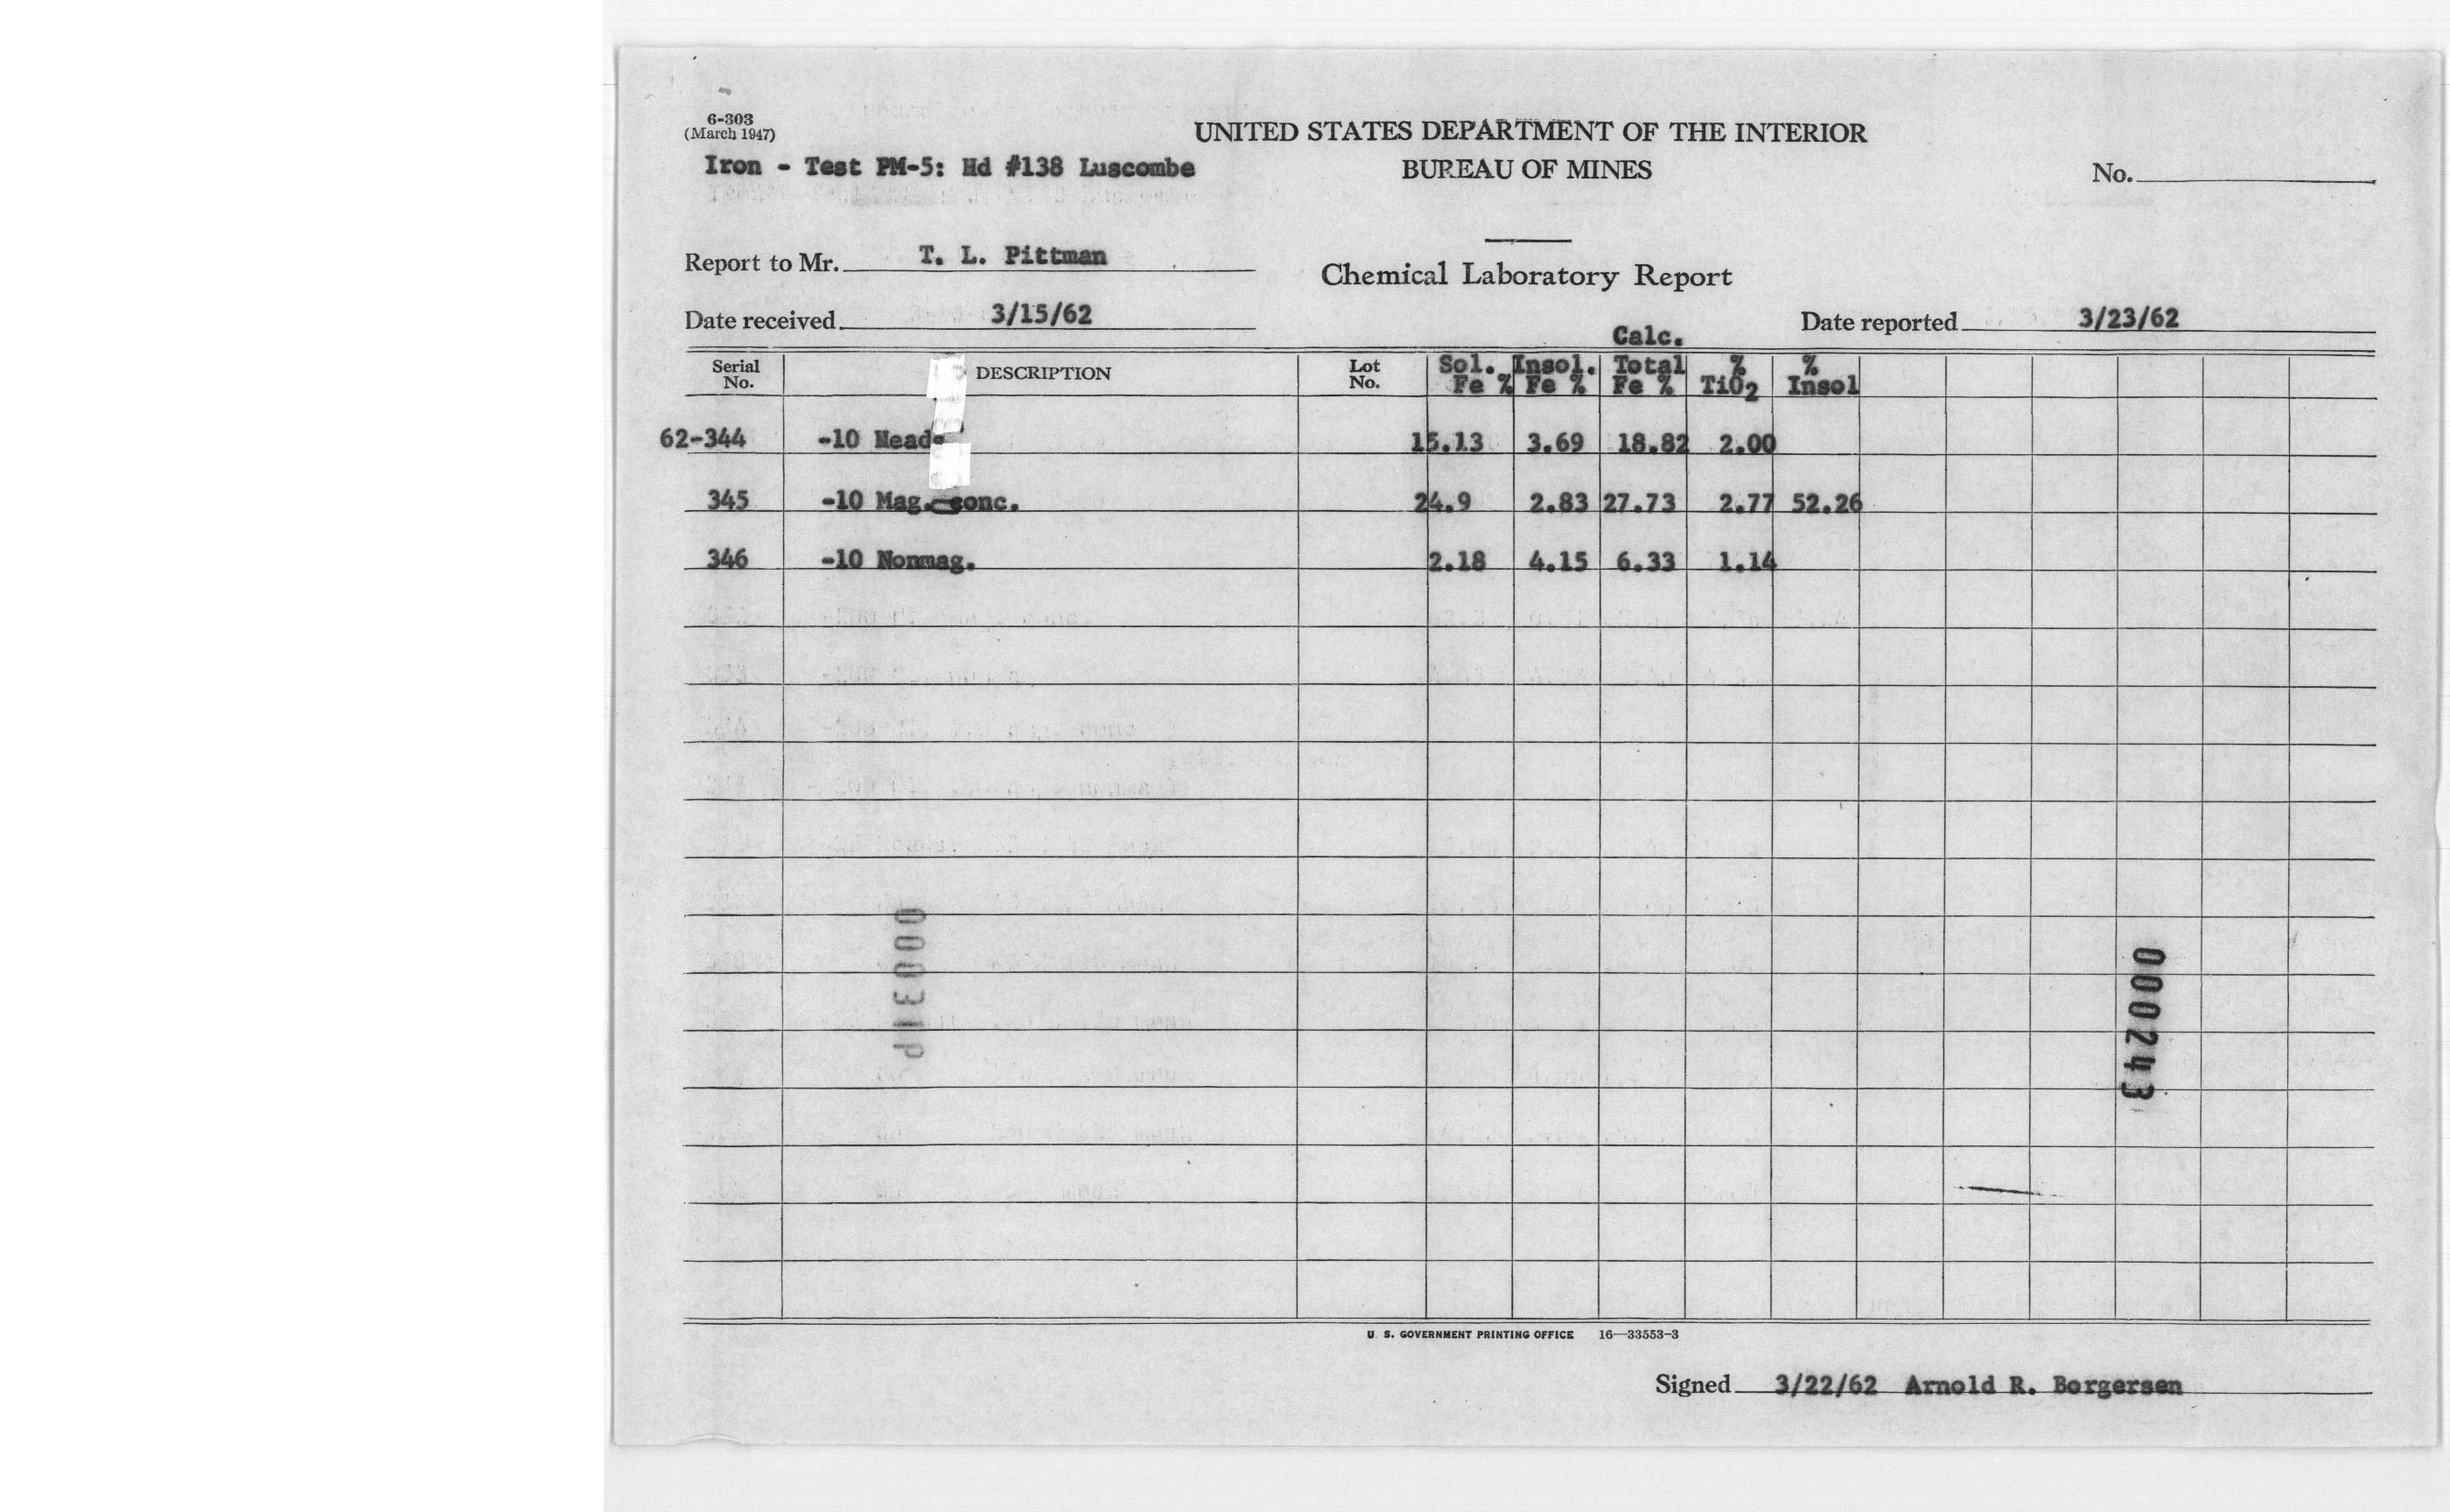 6-303
(March 1947)
UNITED STATES DEPARTMENT OF THE INTERIOR
Iron - Test PM-5: Hd #138 Luscombe
BUREAU OF MINES
No.
Report to Mr. T. L. Pittman
Chemical Laboratory Report
Date received 3/15/62
Date reported 3/23/62
Calc.
Serial No. DESCRIPTION Lot No. Sol. Fe % Insol. Fe % Total Fe % % TiO2 % Insol
62-344 -10 Heads 15.13 3.69 18.82 2.00
345 -10 Mag. conc. 24.9 2.83 27.73 2.77 52.26
346 -10 Nonmag. 2.18 4.15 6.33 1.14
000243
U. S. GOVERNMENT PRINTING OFFICE 16—33553-3
Signed 3/22/62 Arnold R. Borgersen